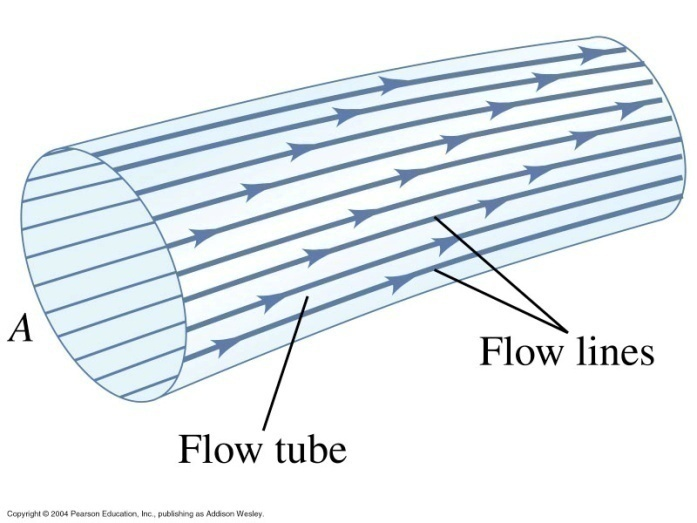 A
Flow lines
Flow tube
Copyright © 2004 Pearson Education, Inc., publishing as Addison Wesley.